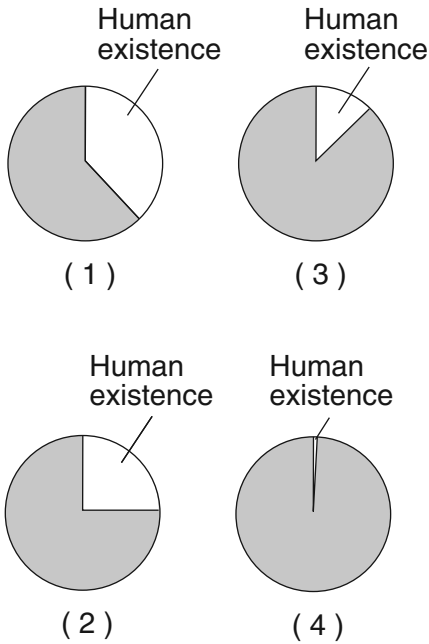 Human
existence
( 1 )
Human
existence
( 3 )
Human
existence
( 2 )
Human
existence
( 4 )